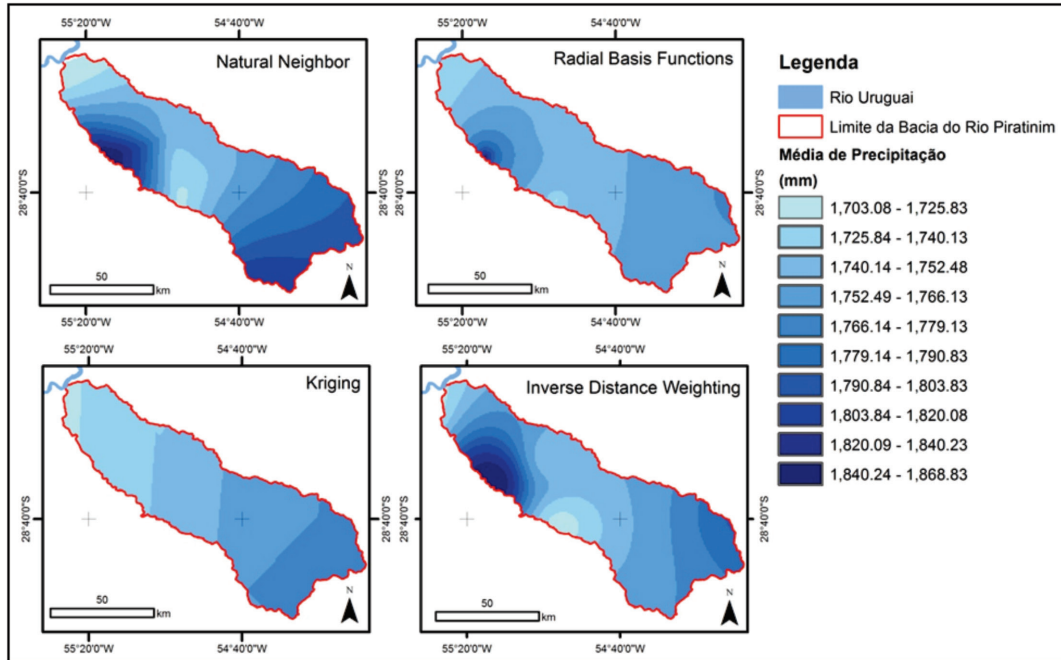 55°20'0"W 54°40'0"W 55°20'0"W 54°40'0"W
Natural Neighbor
Radial Basis Functions
28°40'0"S
28°40'0"S
28°40'0"S
50
km
N
50
km
N
55°20'0"W 54°40'0"W 55°20'0"W 54°40'0"W
Kriging
Inverse Distance Weighting
28°40'0"S
28°40'0"S
28°40'0"S
50
km
N
50
km
N
55°20'0"W 54°40'0"W 55°20'0"W 54°40'0"W
Legenda
Rio Uruguai
Limite da Bacia do Rio Piratinim
Média de Precipitação
(mm)
1,703.08 - 1,725.83
1,725.84 - 1,740.13
1,740.14 - 1,752.48
1,752.49 - 1,766.13
1,766.14 - 1,779.13
1,779.14 - 1,790.83
1,790.84 - 1,803.83
1,803.84 - 1,820.08
1,820.09 - 1,840.23
1,840.24 - 1,868.83